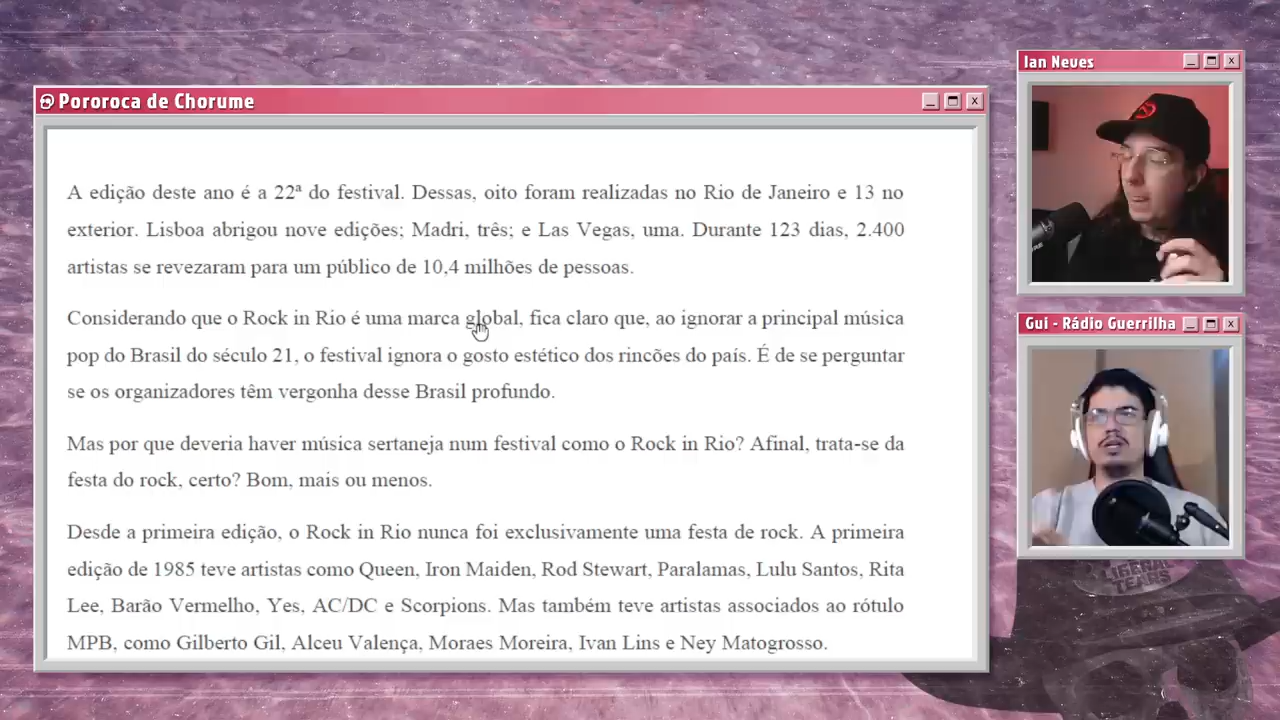 Pororoca de Chorume
A edição deste ano é a 22ª do festival. Dessas, oito foram realizadas no Rio de Janeiro e 13 no
exterior. Lisboa abrigou nove edições; Madri, três; e Las Vegas, uma. Durante 123 dias, 2.400
artistas se revezaram para um público de 10,4 milhões de pessoas.
Considerando que o Rock in Rio é uma marca global, fica claro que, ao ignorar a principal música
pop do Brasil do século 21, o festival ignora o gosto estético dos rincões do país. É de se perguntar
se os organizadores têm vergonha desse Brasil profundo.
Mas por que deveria haver música sertaneja num festival como o Rock in Rio? Afinal, trata-se da
festa do rock, certo? Bom, mais ou menos.
Desde a primeira edição, o Rock in Rio nunca foi exclusivamente uma festa de rock. A primeira
edição de 1985 teve artistas como Queen, Iron Maiden, Rod Stewart, Paralamas, Lulu Santos, Rita
Lee, Barão Vermelho, Yes, AC/DC e Scorpions. Mas também teve artistas associados ao rótulo
MPB, como Gilberto Gil, Alceu Valença, Moraes Moreira, Ivan Lins e Ney Matogrosso.
Ian Neves
Gui - Rádio Guerrilha
LIBERAL
TEARS